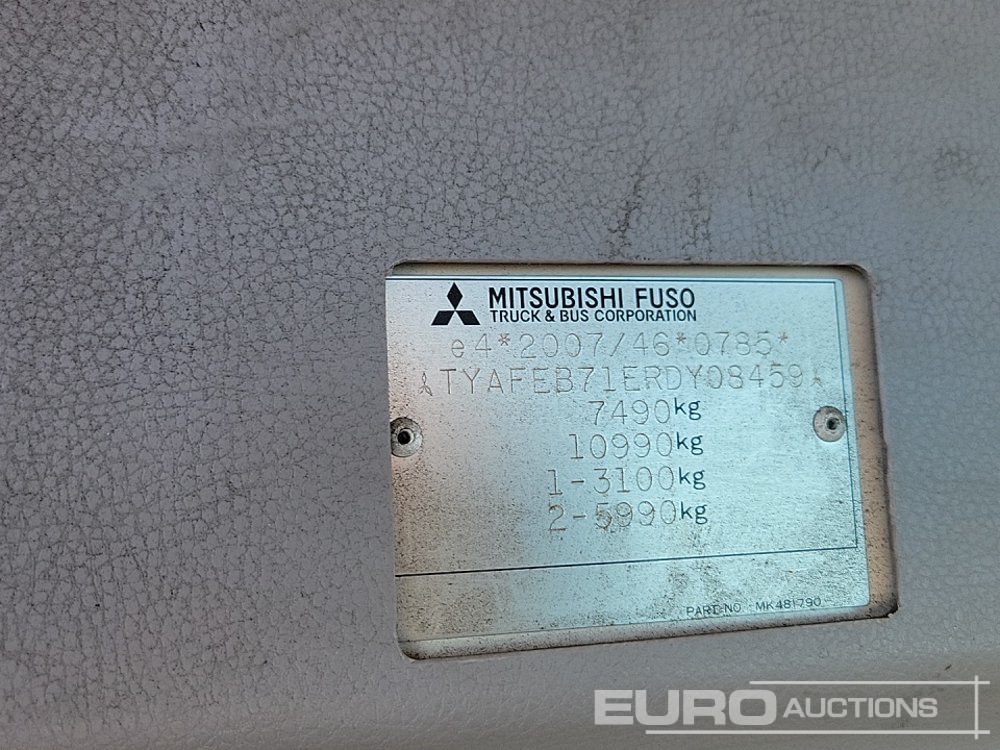 MITSUBISHI FUSO
TRUCK & BUS CORPORATION
e4*2007/46*0785*
TYAFEB71ERDY08459
7490kg
10990kg
1-3100kg
2-5990kg
PART-NO MK481790
EURO AUCTIONS